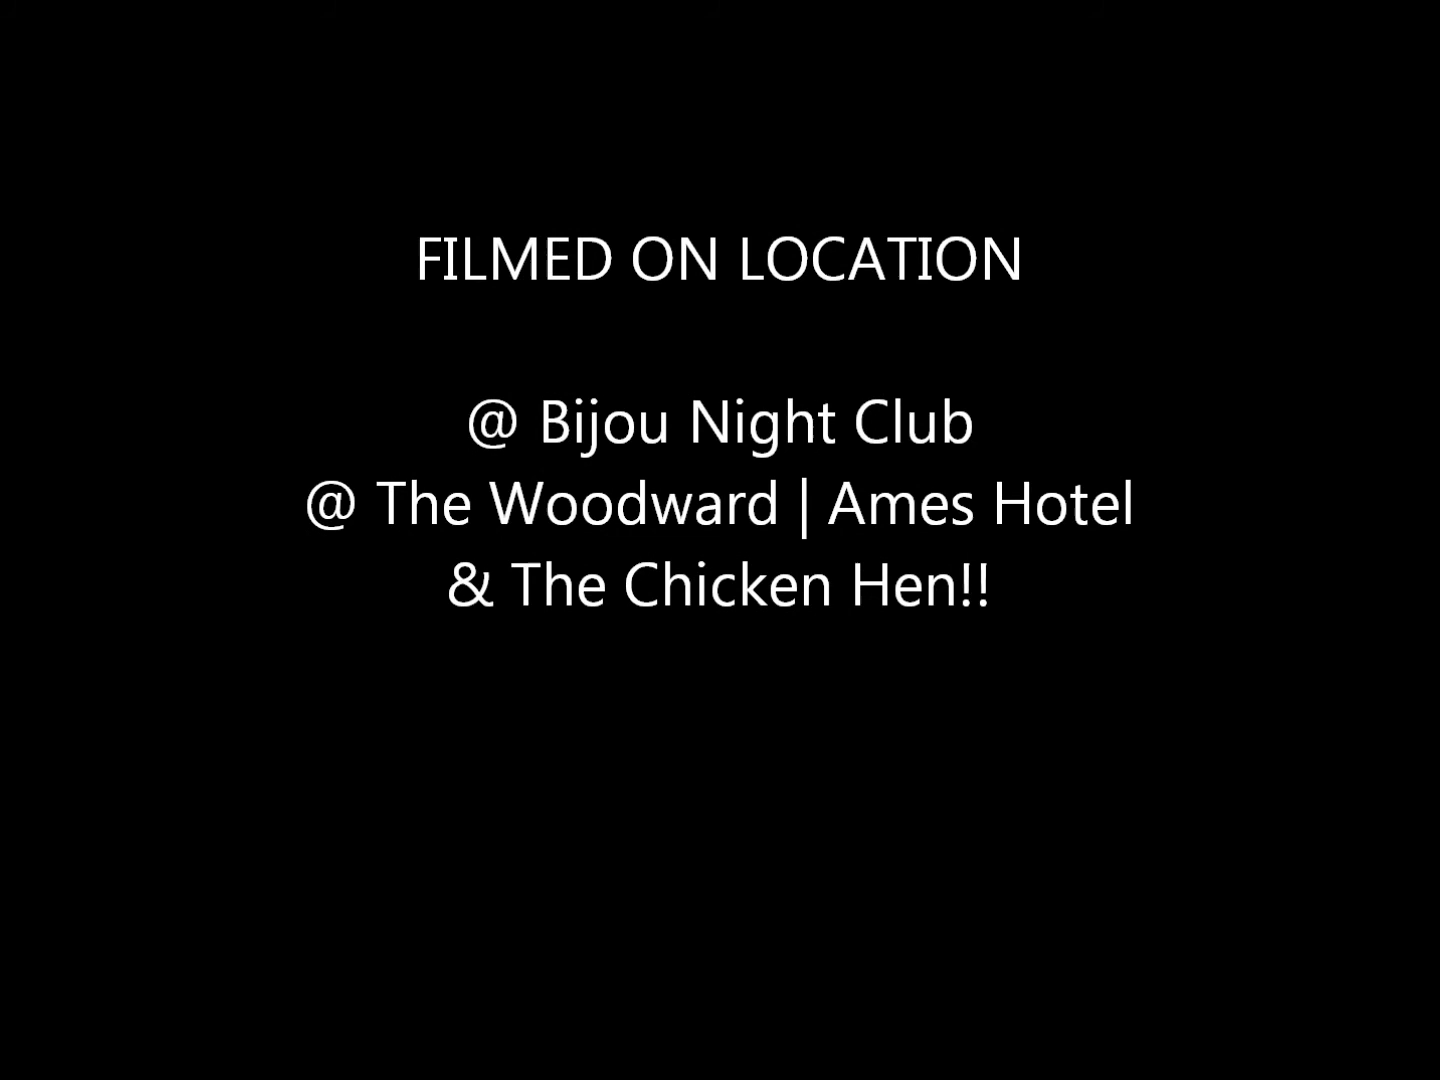 FILMED ON LOCATION
@ Bijou Night Club
@ The Woodward | Ames Hotel
& The Chicken Hen!!